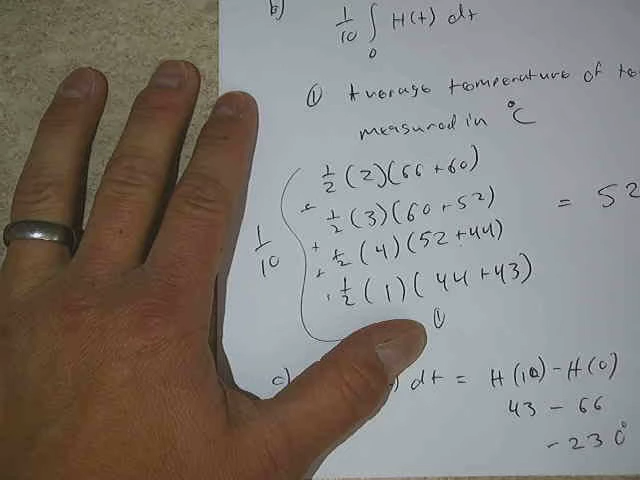 b) 1/10 ∫₀ H(t) dt
① Average temperature of
measured in °C
1/10 ( 1/2 (2)(66+60)
+ 1/2 (3)(60+52)
+ 1/2 (4)(52+44)
+ 1/2 (1)(44+43)
= 52
①
c) dt = H(10) - H(0)
43 - 66
-23 C°